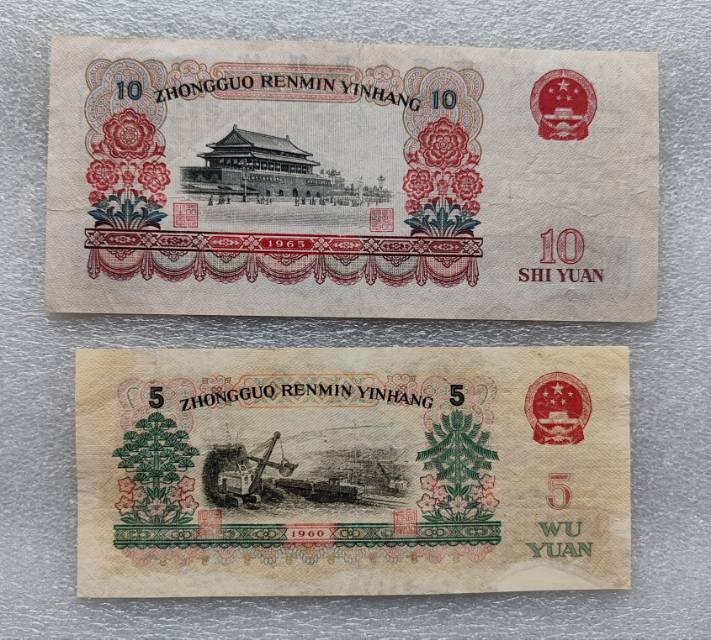 10 ZHONGGUO RENMIN YINHANG 10
1965
10
SHI YUAN
5 ZHONGGUO RENMIN YINHANG 5
1960
5
WU
YUAN